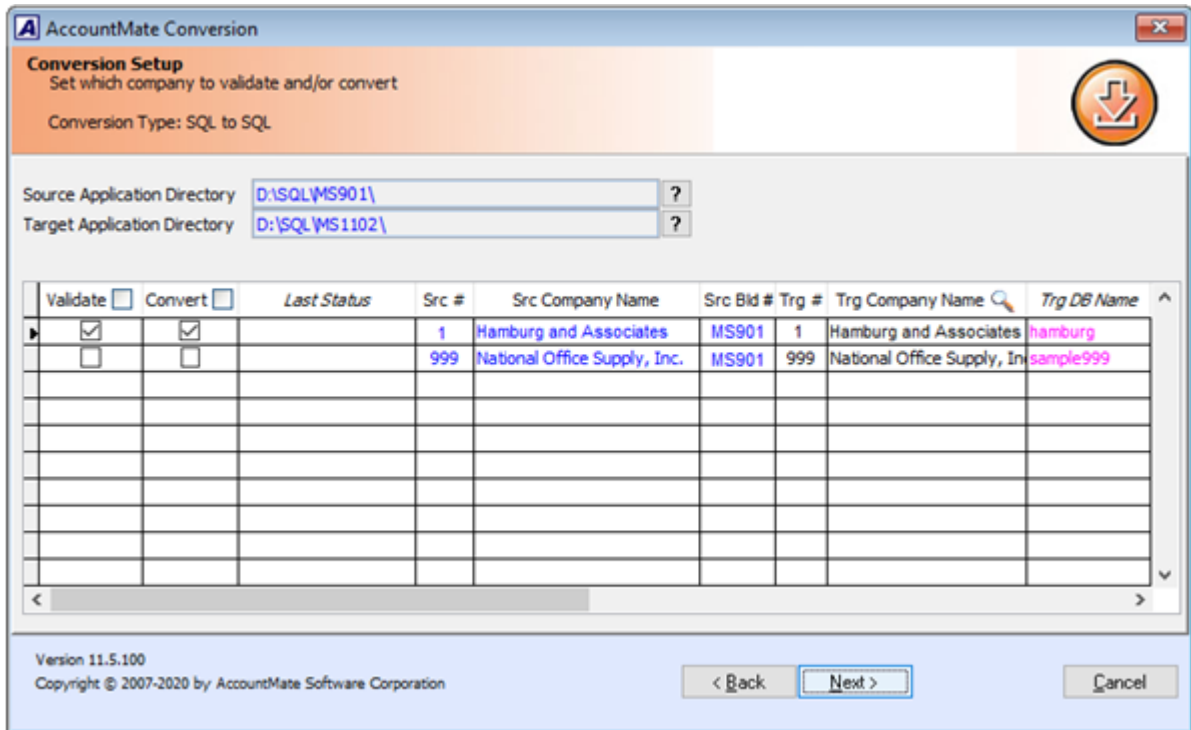 AccountMate Conversion
Conversion Setup
Set which company to validate and/or convert
Conversion Type: SQL to SQL
Source Application Directory D:\SQL\MS901\ ?
Target Application Directory D:\SQL\MS1102\ ?
Validate Convert Last Status Src # Src Company Name Src Bld # Trg # Trg Company Name Trg DB Name
1 Hamburg and Associates MS901 1 Hamburg and Associates hamburg
999 National Office Supply, Inc. MS901 999 National Office Supply, In sample999
Version 11.5.100
Copyright © 2007-2020 by AccountMate Software Corporation
< Back Next > Cancel